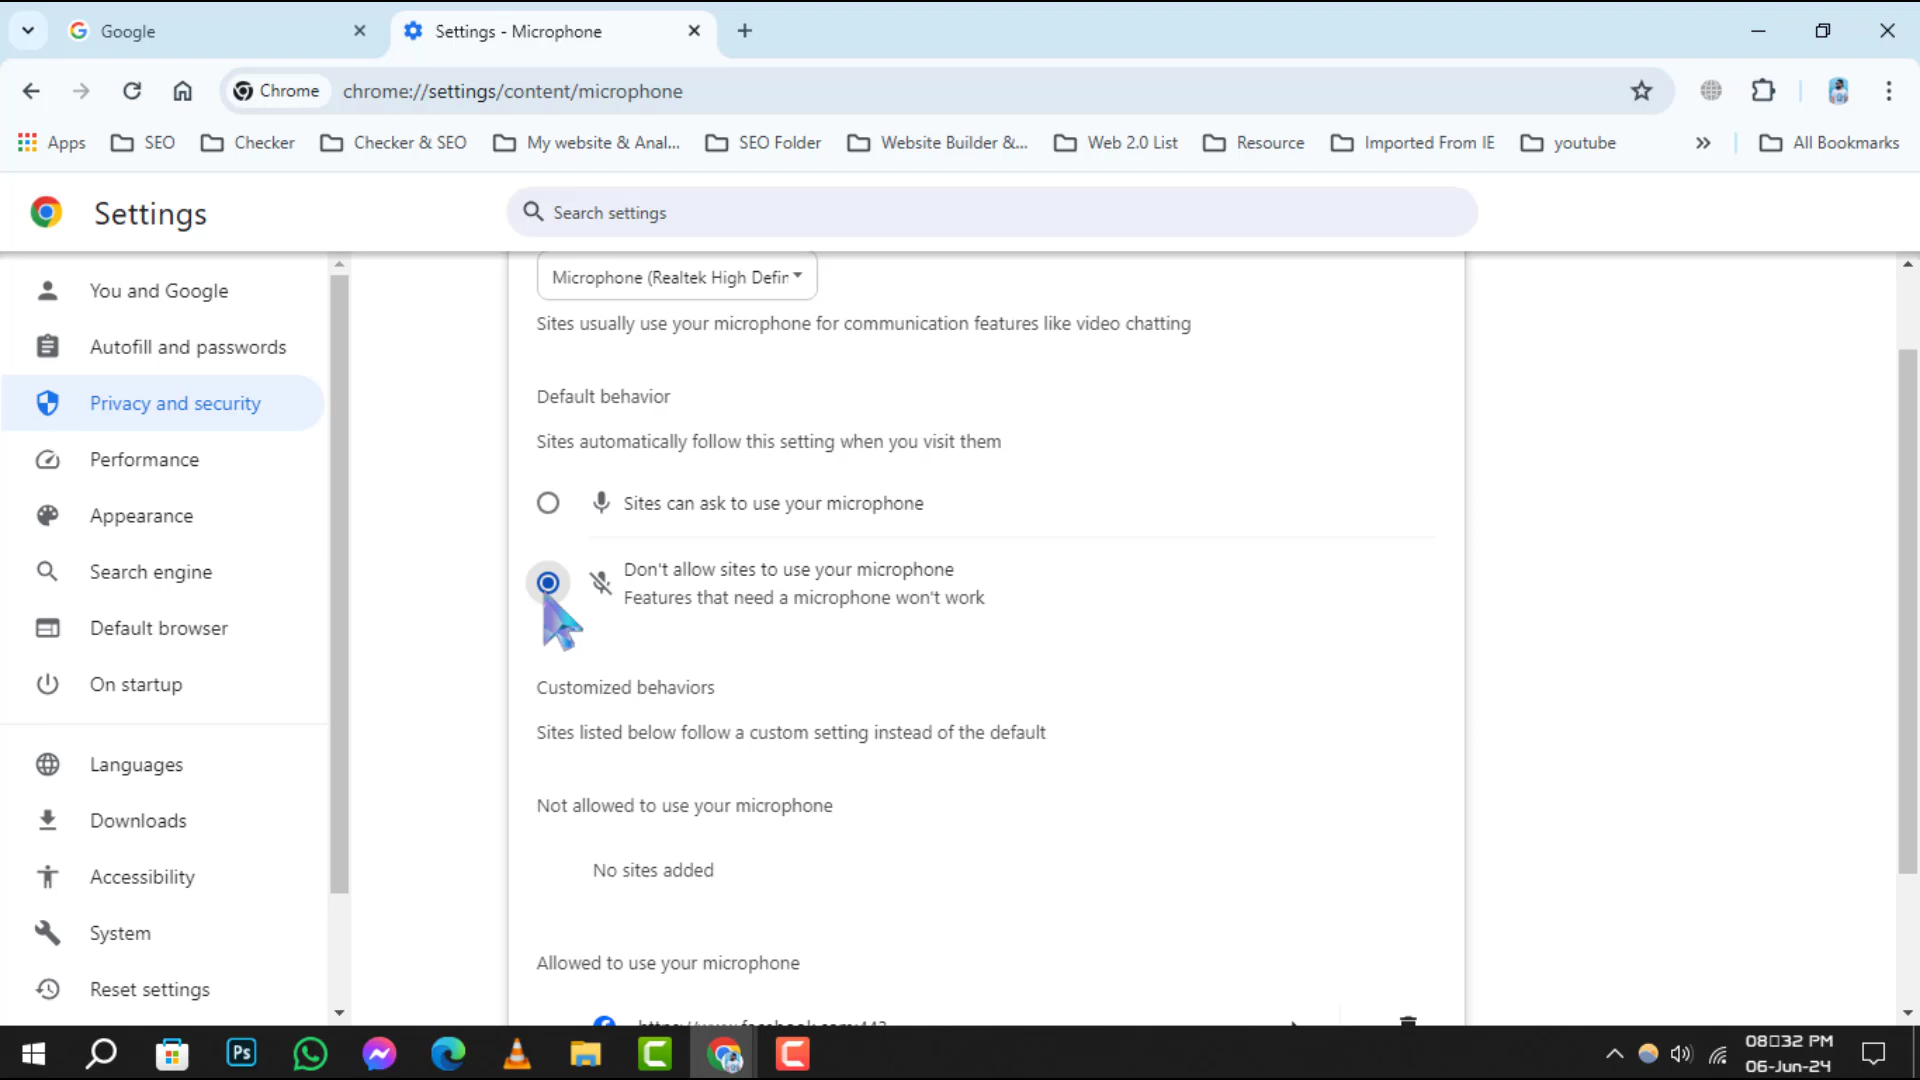 Google
Settings - Microphone
Chrome
chrome://settings/content/microphone
Apps
SEO
Checker
Checker & SEO
My website & Anal...
SEO Folder
Website Builder &...
Web 2.0 List
Resource
Imported From IE
youtube
All Bookmarks
Settings
Search settings
You and Google
Autofill and passwords
Privacy and security
Performance
Appearance
Search engine
Default browser
On startup
Languages
Downloads
Accessibility
System
Reset settings
Microphone (Realtek High Defin
Sites usually use your microphone for communication features like video chatting
Default behavior
Sites automatically follow this setting when you visit them
Sites can ask to use your microphone
Don't allow sites to use your microphone
Features that need a microphone won't work
Customized behaviors
Sites listed below follow a custom setting instead of the default
Not allowed to use your microphone
No sites added
Allowed to use your microphone
https://www.facebook.com:443
Ps
08▯32 PM
06-Jun-24